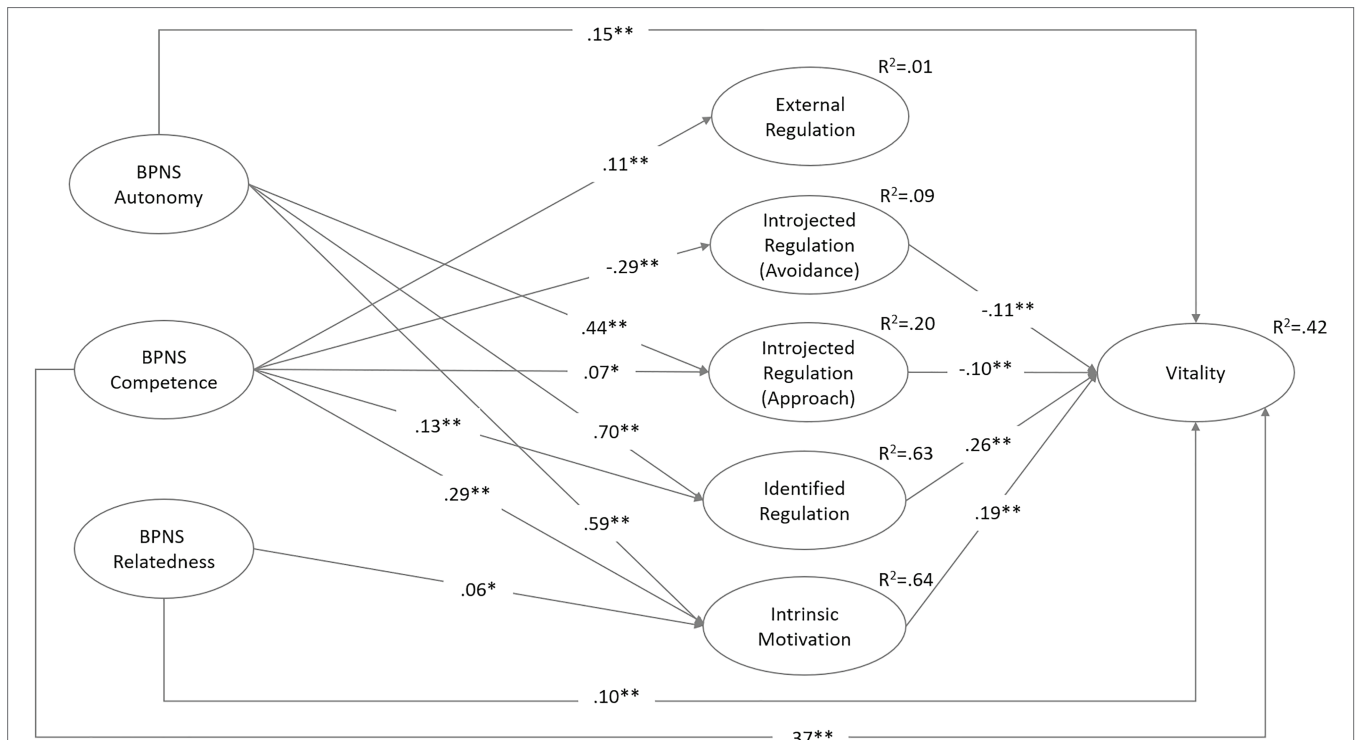 .15**
R²=.01
External
Regulation
.11**
BPNS
Autonomy
R²=.09
Introjected
Regulation
(Avoidance)
-.29**
-.11**
.44**
R²=.20
Introjected
Regulation
(Approach)
.07*
-.10**
R²=.42
Vitality
BPNS
Competence
.13**
.70**
.26**
R²=.63
Identified
Regulation
.29**
.59**
.19**
BPNS
Relatedness
.06*
R²=.64
Intrinsic
Motivation
.10**
.37**